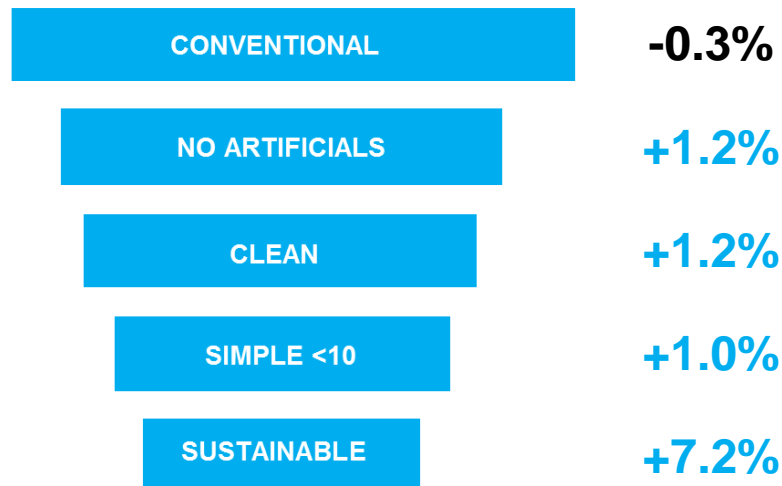 CONVENTIONAL -0.3%
NO ARTIFICIALS +1.2%
CLEAN +1.2%
SIMPLE <10 +1.0%
SUSTAINABLE +7.2%